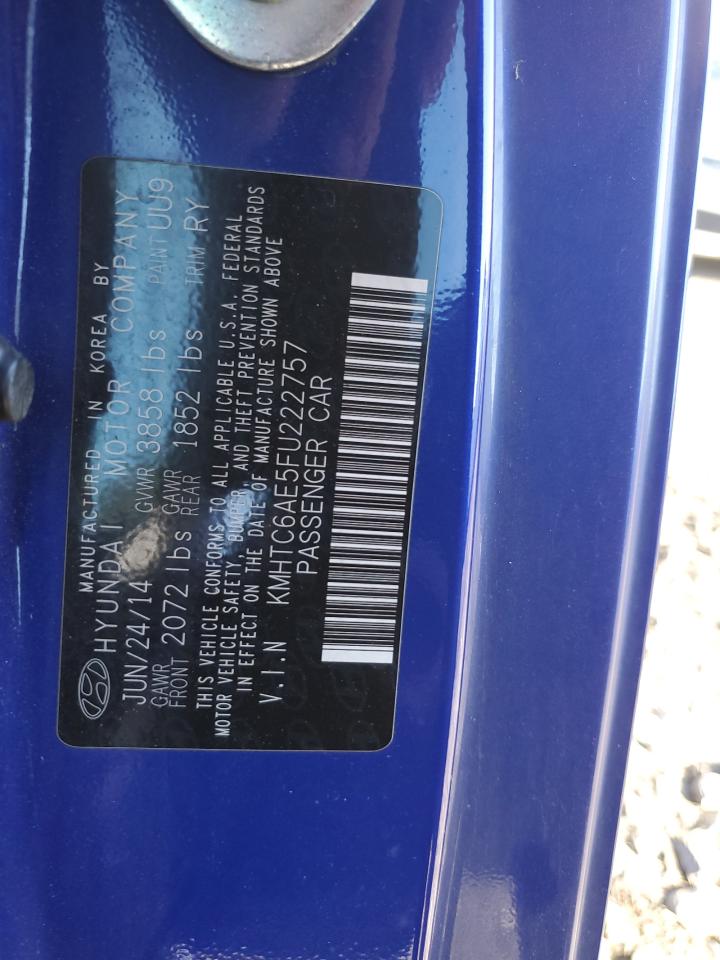 MANUFACTURED IN KOREA BY
HYUNDAI MOTOR COMPANY
JUN/24/14 GVWR 3858 lbs PAINT UU9
GAWR FRONT 2072 lbs GAWR REAR 1852 lbs TRIM RY
THIS VEHICLE CONFORMS TO ALL APPLICABLE U.S.A. FEDERAL
MOTOR VEHICLE SAFETY, BUMPER, AND THEFT PREVENTION STANDARDS
IN EFFECT ON THE DATE OF MANUFACTURE SHOWN ABOVE
V.I.N KMHTC6AE5FU222757
PASSENGER CAR